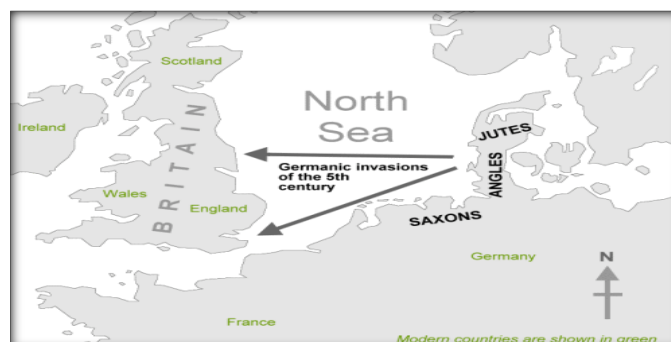 Scotland
North
Sea
Ireland
BRITAIN
JUTES
Germanic invasions
of the 5th
century
ANGLES
Wales
England
SAXONS
Germany
N
France
Modern countries are shown in green